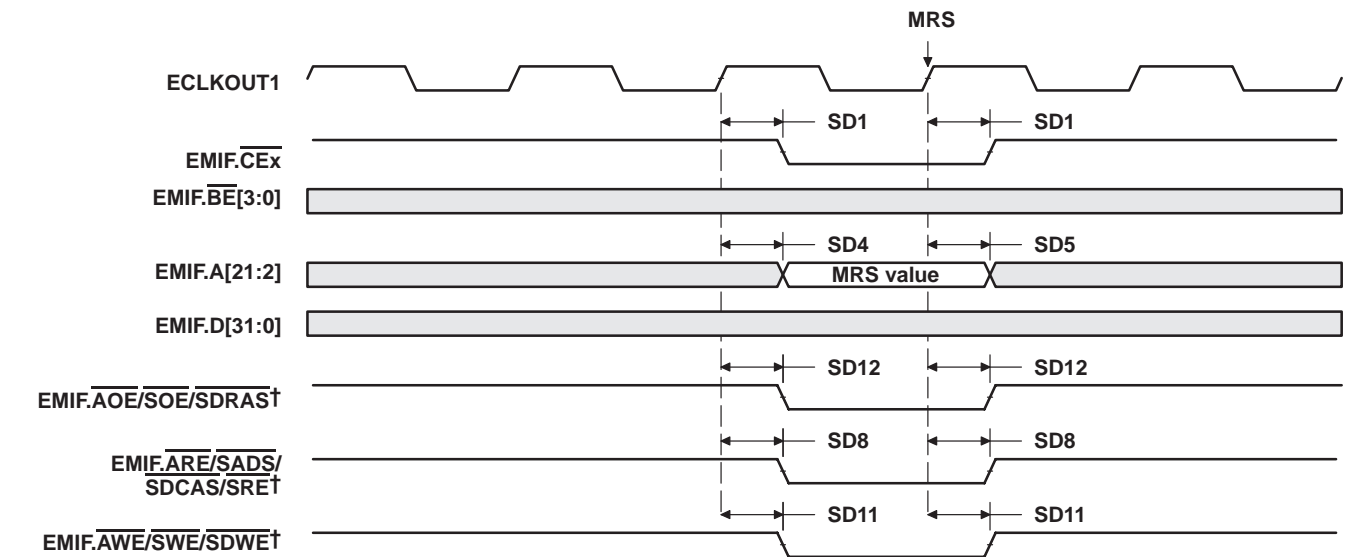 MRS
ECLKOUT1
SD1 SD1
EMIF.CEx
EMIF.BE[3:0]
SD4 SD5
EMIF.A[21:2] MRS value
EMIF.D[31:0]
SD12 SD12
EMIF.AOE/SOE/SDRAS†
SD8 SD8
EMIF.ARE/SADS/
SDCAS/SRE†
SD11 SD11
EMIF.AWE/SWE/SDWE†